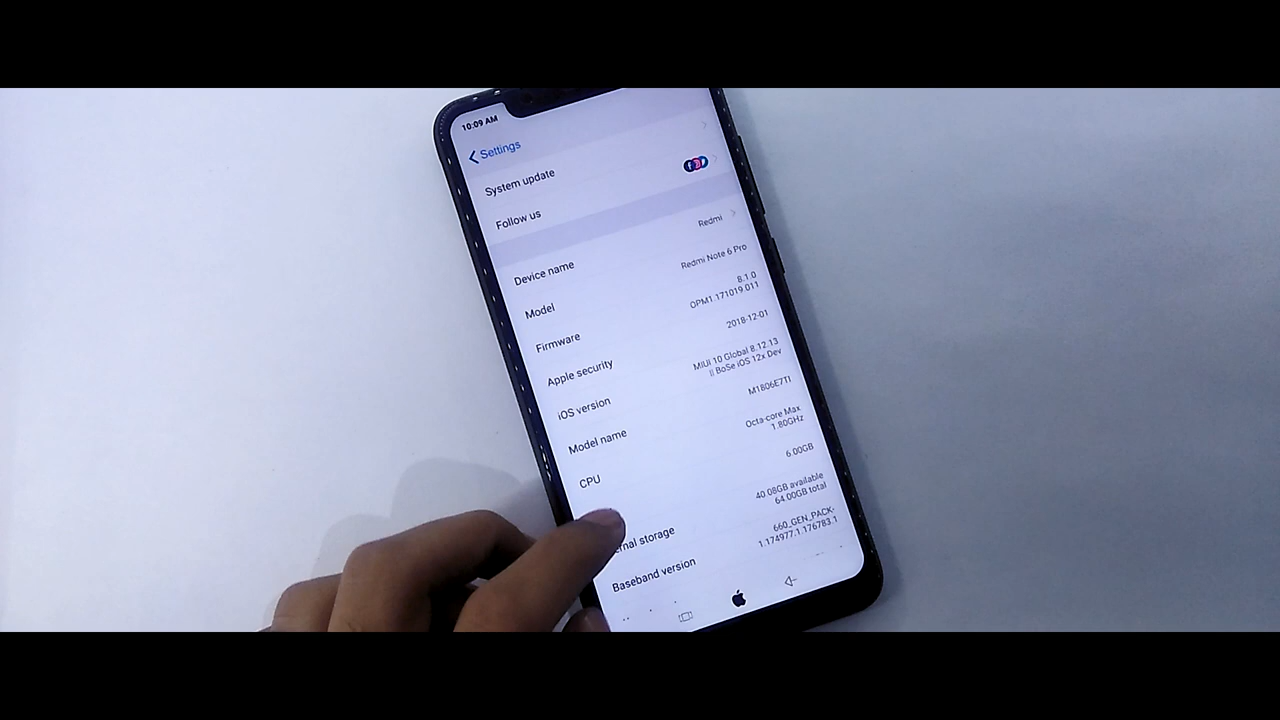 10:09 AM
Settings
System update
Follow us
Device name
Redmi
Model
Redmi Note 6 Pro
Firmware
8.1.0
OPM1.171019.011
Apple security
2018-12-01
iOS version
MIUI 10 Global 8.12.13
|| BoSe iOS 12x Dev
Model name
M1806E7TI
CPU
Octa-core Max
1.80GHz
6.00GB
rnal storage
40.08GB available
64.00GB total
Baseband version
660_GEN_PACK-
1.174977.1.176783.1